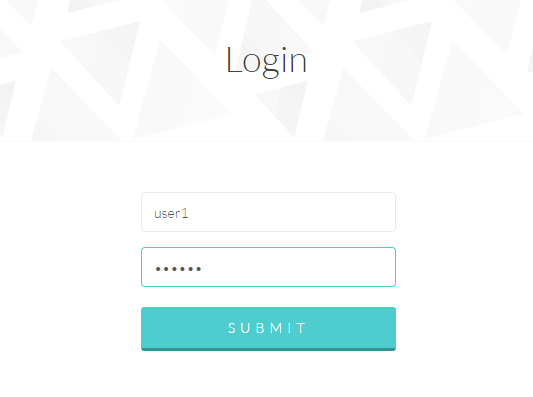 Login
user1
••••••
SUBMIT